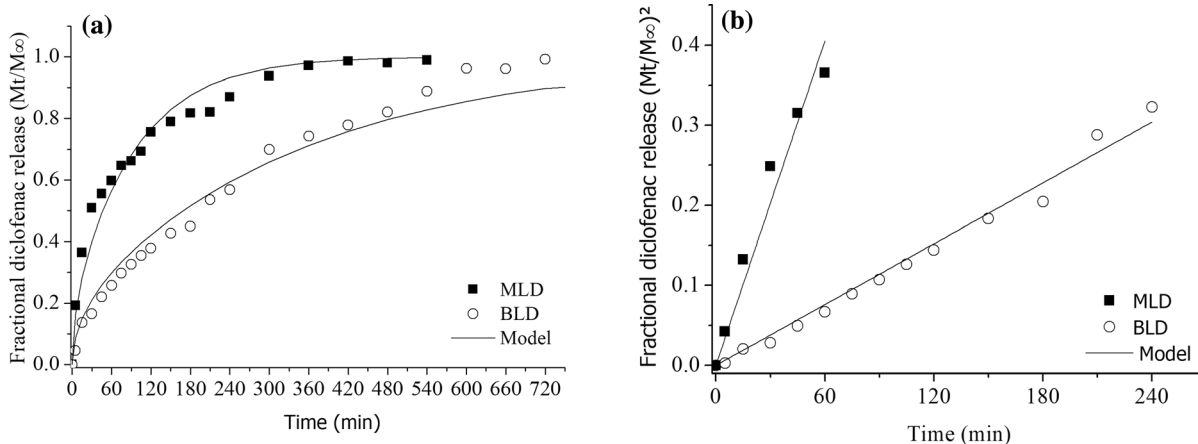 (a)
Fractional diclofenac release (Mt/M∞)
1.0
0.8
0.6
0.4
0.2
0.0
MLD
BLD
Model
0 60 120 180 240 300 360 420 480 540 600 660 720
Time (min)
(b)
Fractional diclofenac release (Mt/M∞)²
0.4
0.3
0.2
0.1
0.0
MLD
BLD
Model
0 60 120 180 240
Time (min)